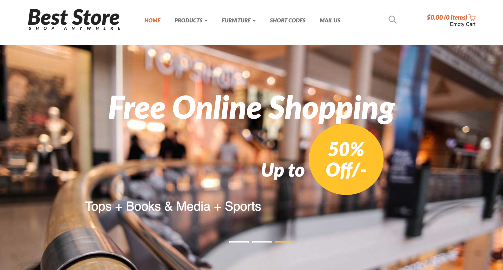 Best Store
SHOP ANYWHERE
HOME PRODUCTS FURNITURE SHORT CODES MAIL US
$0.00 (0 items)
Empty Cart
TOPSHOP
Free Online Shopping
50%
Up to Off/-
Tops + Books & Media + Sports